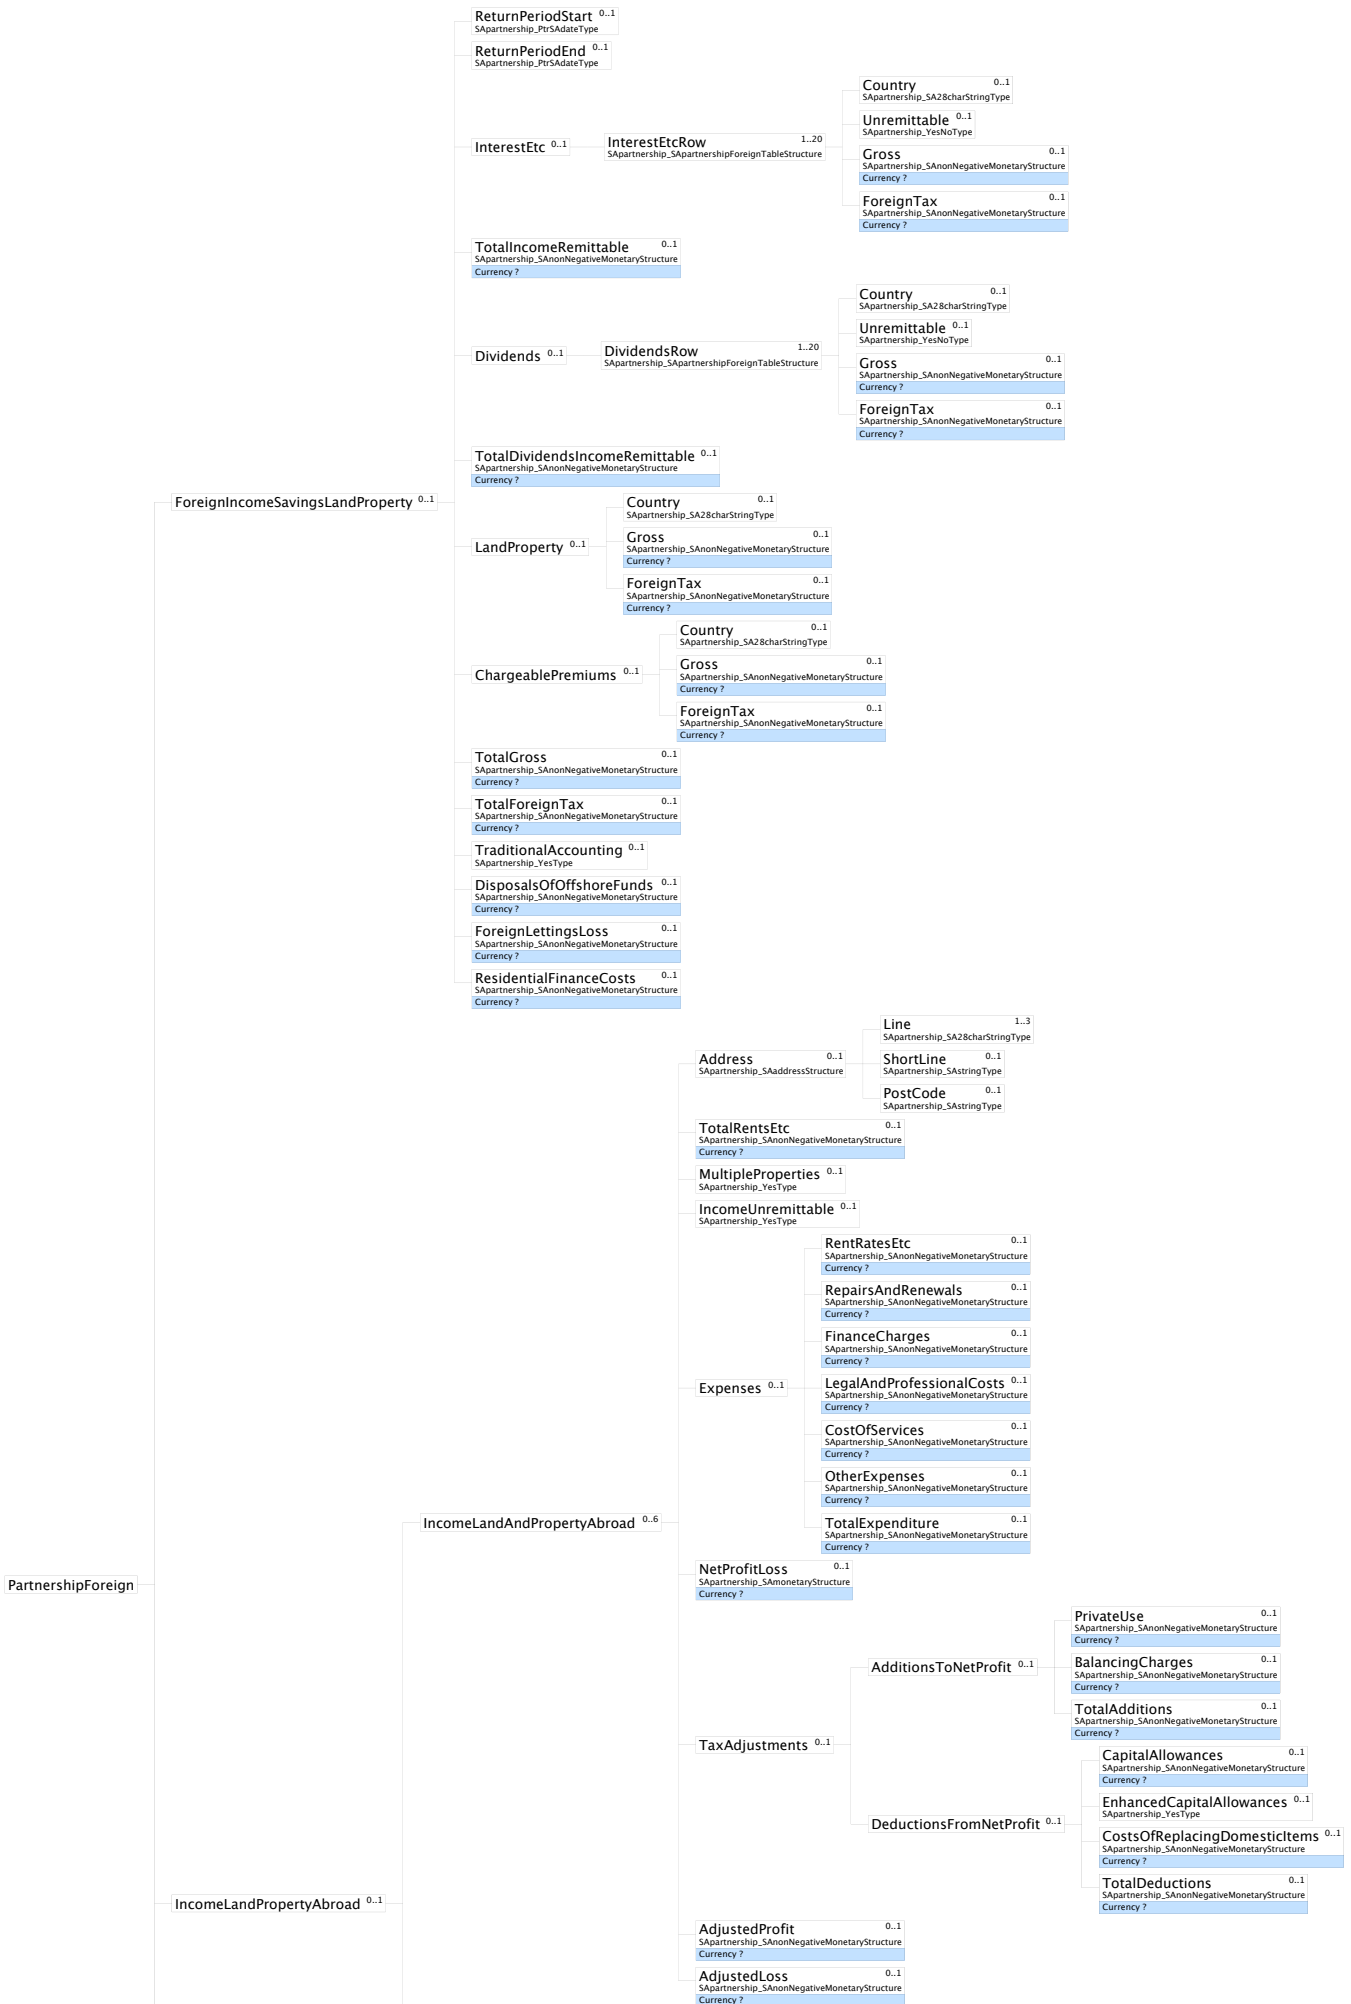 ReturnPeriodStart 0..1
SApartnership_PtrSAdateType
ReturnPeriodEnd 0..1
SApartnership_PtrSAdateType
InterestEtc 0..1
InterestEtcRow 1..20
SApartnership_SApartnershipForeignTableStructure
Country 0..1
SApartnership_SA28charStringType
Unremittable 0..1
SApartnership_YesNoType
Gross 0..1
SApartnership_SAnonNegativeMonetaryStructure
Currency ?
ForeignTax 0..1
SApartnership_SAnonNegativeMonetaryStructure
Currency ?
TotalIncomeRemittable 0..1
SApartnership_SAnonNegativeMonetaryStructure
Currency ?
Dividends 0..1
DividendsRow 1..20
SApartnership_SApartnershipForeignTableStructure
Country 0..1
SApartnership_SA28charStringType
Unremittable 0..1
SApartnership_YesNoType
Gross 0..1
SApartnership_SAnonNegativeMonetaryStructure
Currency ?
ForeignTax 0..1
SApartnership_SAnonNegativeMonetaryStructure
Currency ?
TotalDividendsIncomeRemittable 0..1
SApartnership_SAnonNegativeMonetaryStructure
Currency ?
ForeignIncomeSavingsLandProperty 0..1
LandProperty 0..1
Country 0..1
SApartnership_SA28charStringType
Gross 0..1
SApartnership_SAnonNegativeMonetaryStructure
Currency ?
ForeignTax 0..1
SApartnership_SAnonNegativeMonetaryStructure
Currency ?
ChargeablePremiums 0..1
Country 0..1
SApartnership_SA28charStringType
Gross 0..1
SApartnership_SAnonNegativeMonetaryStructure
Currency ?
ForeignTax 0..1
SApartnership_SAnonNegativeMonetaryStructure
Currency ?
TotalGross 0..1
SApartnership_SAnonNegativeMonetaryStructure
Currency ?
TotalForeignTax 0..1
SApartnership_SAnonNegativeMonetaryStructure
Currency ?
TraditionalAccounting 0..1
SApartnership_YesType
DisposalsOfOffshoreFunds 0..1
SApartnership_SAnonNegativeMonetaryStructure
Currency ?
ForeignLettingsLoss 0..1
SApartnership_SAnonNegativeMonetaryStructure
Currency ?
ResidentialFinanceCosts 0..1
SApartnership_SAnonNegativeMonetaryStructure
Currency ?
Address 0..1
SApartnership_SAaddressStructure
Line 1..3
SApartnership_SA28charStringType
ShortLine 0..1
SApartnership_SAstringType
PostCode 0..1
SApartnership_SAstringType
TotalRentsEtc 0..1
SApartnership_SAnonNegativeMonetaryStructure
Currency ?
MultipleProperties 0..1
SApartnership_YesType
IncomeUnremittable 0..1
SApartnership_YesType
Expenses 0..1
RentRatesEtc 0..1
SApartnership_SAnonNegativeMonetaryStructure
Currency ?
RepairsAndRenewals 0..1
SApartnership_SAnonNegativeMonetaryStructure
Currency ?
FinanceCharges 0..1
SApartnership_SAnonNegativeMonetaryStructure
Currency ?
LegalAndProfessionalCosts 0..1
SApartnership_SAnonNegativeMonetaryStructure
Currency ?
CostOfServices 0..1
SApartnership_SAnonNegativeMonetaryStructure
Currency ?
OtherExpenses 0..1
SApartnership_SAnonNegativeMonetaryStructure
Currency ?
TotalExpenditure 0..1
SApartnership_SAnonNegativeMonetaryStructure
Currency ?
IncomeLandAndPropertyAbroad 0..6
NetProfitLoss 0..1
SApartnership_SAmonetaryStructure
Currency ?
PartnershipForeign
TaxAdjustments 0..1
AdditionsToNetProfit 0..1
PrivateUse 0..1
SApartnership_SAnonNegativeMonetaryStructure
Currency ?
BalancingCharges 0..1
SApartnership_SAnonNegativeMonetaryStructure
Currency ?
TotalAdditions 0..1
SApartnership_SAnonNegativeMonetaryStructure
Currency ?
DeductionsFromNetProfit 0..1
CapitalAllowances 0..1
SApartnership_SAnonNegativeMonetaryStructure
Currency ?
EnhancedCapitalAllowances 0..1
SApartnership_YesType
CostsOfReplacingDomesticItems 0..1
SApartnership_SAnonNegativeMonetaryStructure
Currency ?
TotalDeductions 0..1
SApartnership_SAnonNegativeMonetaryStructure
Currency ?
IncomeLandPropertyAbroad 0..1
AdjustedProfit 0..1
SApartnership_SAnonNegativeMonetaryStructure
Currency ?
AdjustedLoss 0..1
SApartnership_SAnonNegativeMonetaryStructure
Currency ?